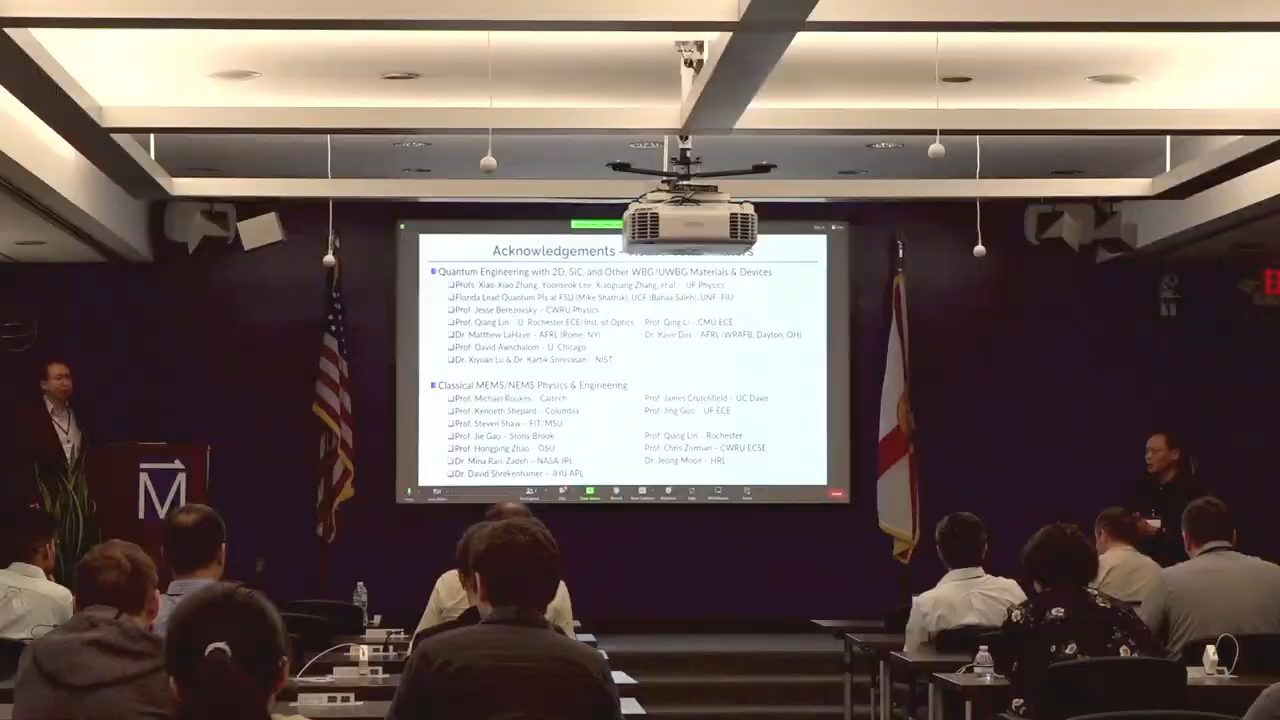 Acknowledgements -
Quantum Engineering with 2D, SiC, and Other WBG/UWBG Materials & Devices
Profs. Xiao-Xiao Zhang, Yoonseok Lee, Xiaoguang Zhang, et al - UF Physics
Florida Lead Quantum PIs at FSU (Mike Shatruk), UCF (Banaa Saleh), UNF, FIU
Prof. Jesse Berezovsky - CWRU Physics
Prof. Qiang Lin - U. Rochester ECE/Inst. of Optics Prof. Qing Li - CMU ECE
Dr. Matthew LaHaye - AFRL (Rome, NY) Dr. Kavir Das - AFRL (WPAFB, Dayton, OH)
Prof. David Awschalom - U. Chicago
Dr. Xiyuan Lu & Dr. Kartik Srinivasan - NIST
Classical MEMS/NEMS Physics & Engineering
Prof. Michael Roukes - Caltech Prof. James Crutchfield - UC Davis
Prof. Kenneth Shepard - Columbia Prof. Jing Guo - UF ECE
Prof. Steven Shaw - FIT/MSU
Prof. Jie Gao - Stony Brook Prof. Qiang Lin - Rochester
Prof. Hongping Zhao - OSU Prof. Chris Zorman - CWRU ECSE
Dr. Mina Rais-Zadeh - NASA JPL Dr. Jeong Moon - HRL
Dr. David Shrekenhamer - JHU APL
M
E